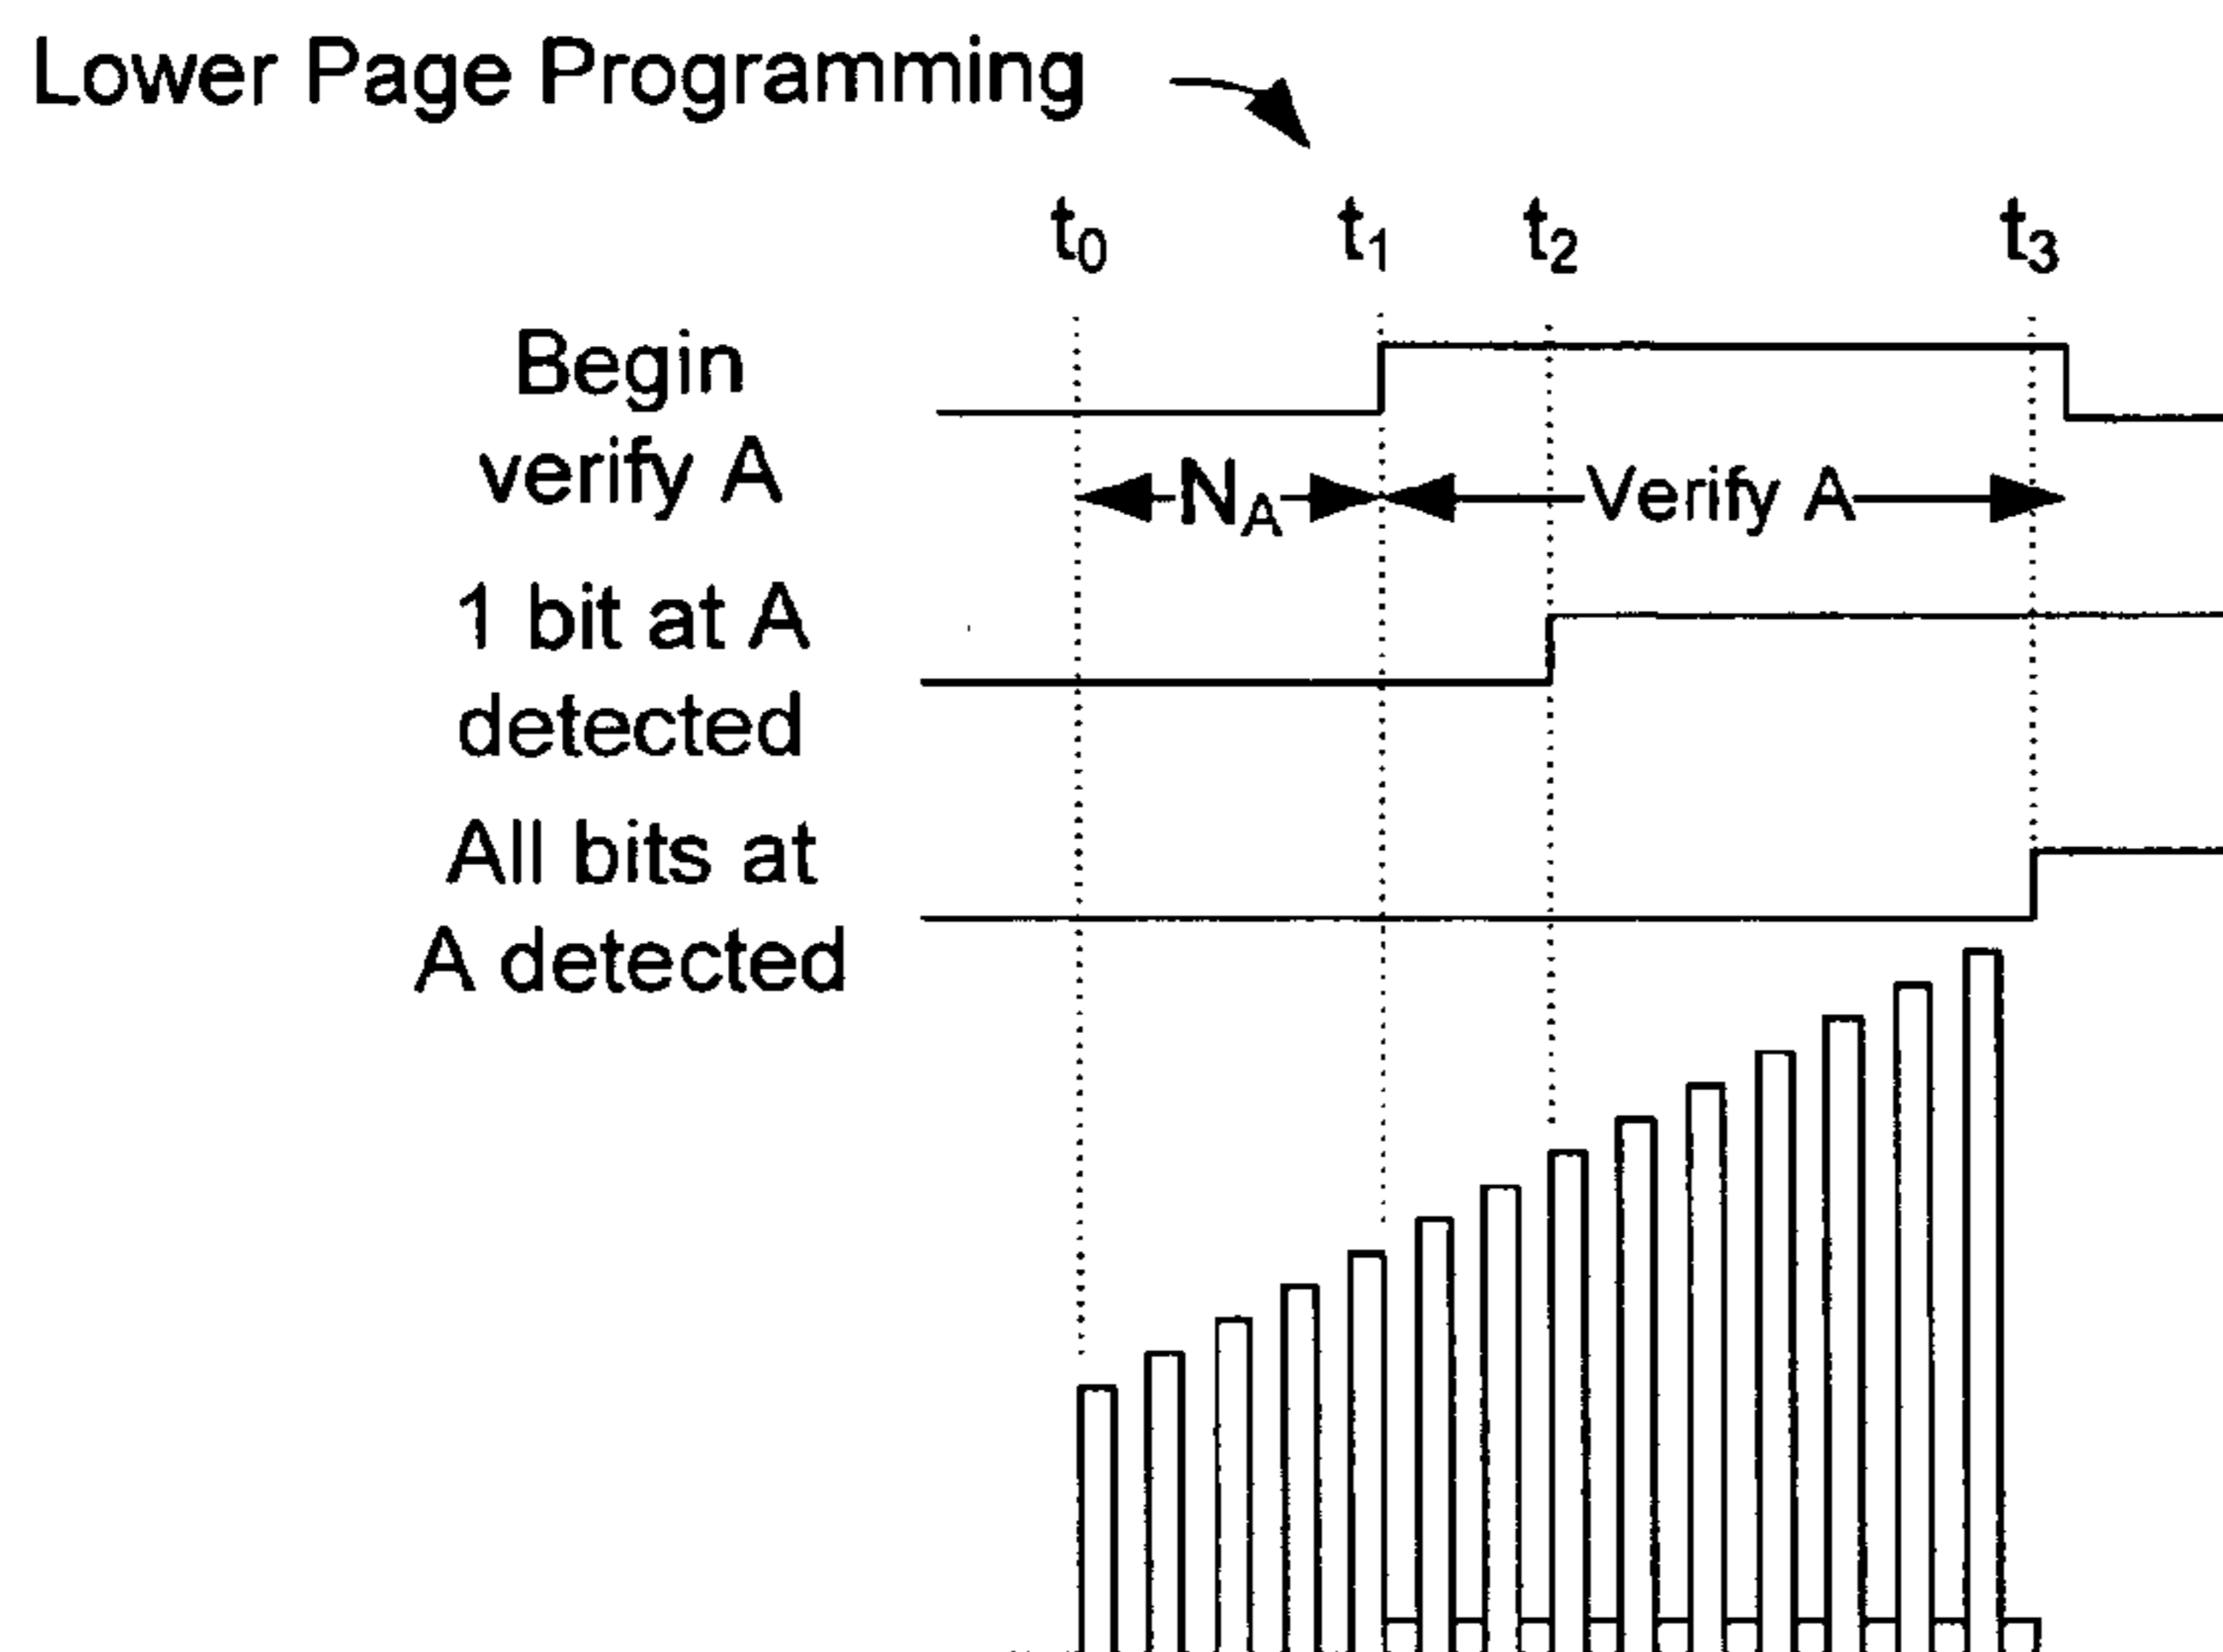 Lower Page Programming
t0 t1 t2 t3
Begin
verify A
NA Verify A
1 bit at A
detected
All bits at
A detected